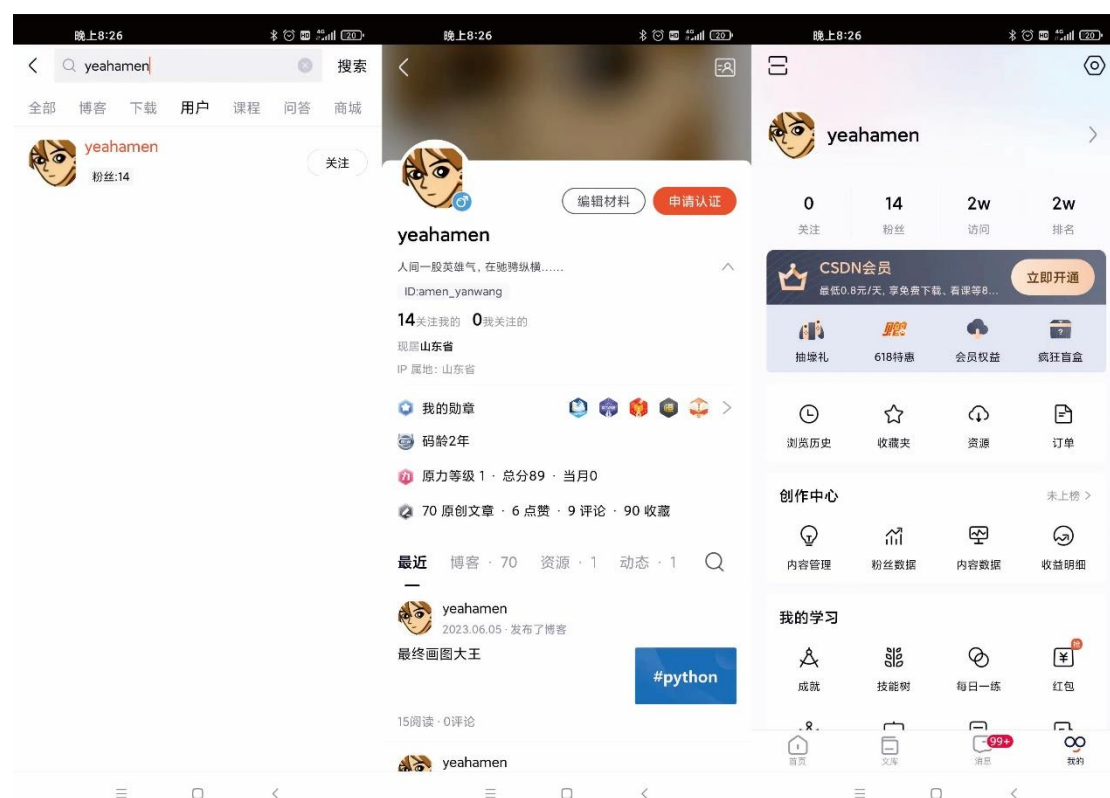 晚上8:26
HD 4G 20
yeahamen
搜索
全部 博客 下载 用户 课程 问答 商城
yeahamen
粉丝:14
关注
晚上8:26
HD 4G 20
编辑材料
申请认证
yeahamen
人间一股英雄气，在驰骋纵横……
ID:amen_yanwang
14关注我的 0我关注的
现居山东省
IP 属地：山东省
我的勋章
码龄2年
原力等级 1 · 总分89 · 当月0
70 原创文章 · 6 点赞 · 9 评论 · 90 收藏
最近 博客 · 70 资源 · 1 动态 · 1
yeahamen
2023.06.05 · 发布了博客
最终画图大王
#python
15阅读 · 0评论
yeahamen
晚上8:26
HD 4G 20
yeahamen
0 14 2w 2w
关注 粉丝 访问 排名
CSDN会员
最低0.8元/天, 享免费下载、看课等8...
立即开通
抽壕礼 618特惠 会员权益 疯狂盲盒
浏览历史 收藏夹 资源 订单
创作中心
未上榜
内容管理 粉丝数据 内容数据 收益明细
我的学习
成就 技能树 每日一练 红包
99+
首页 文库 消息 我的